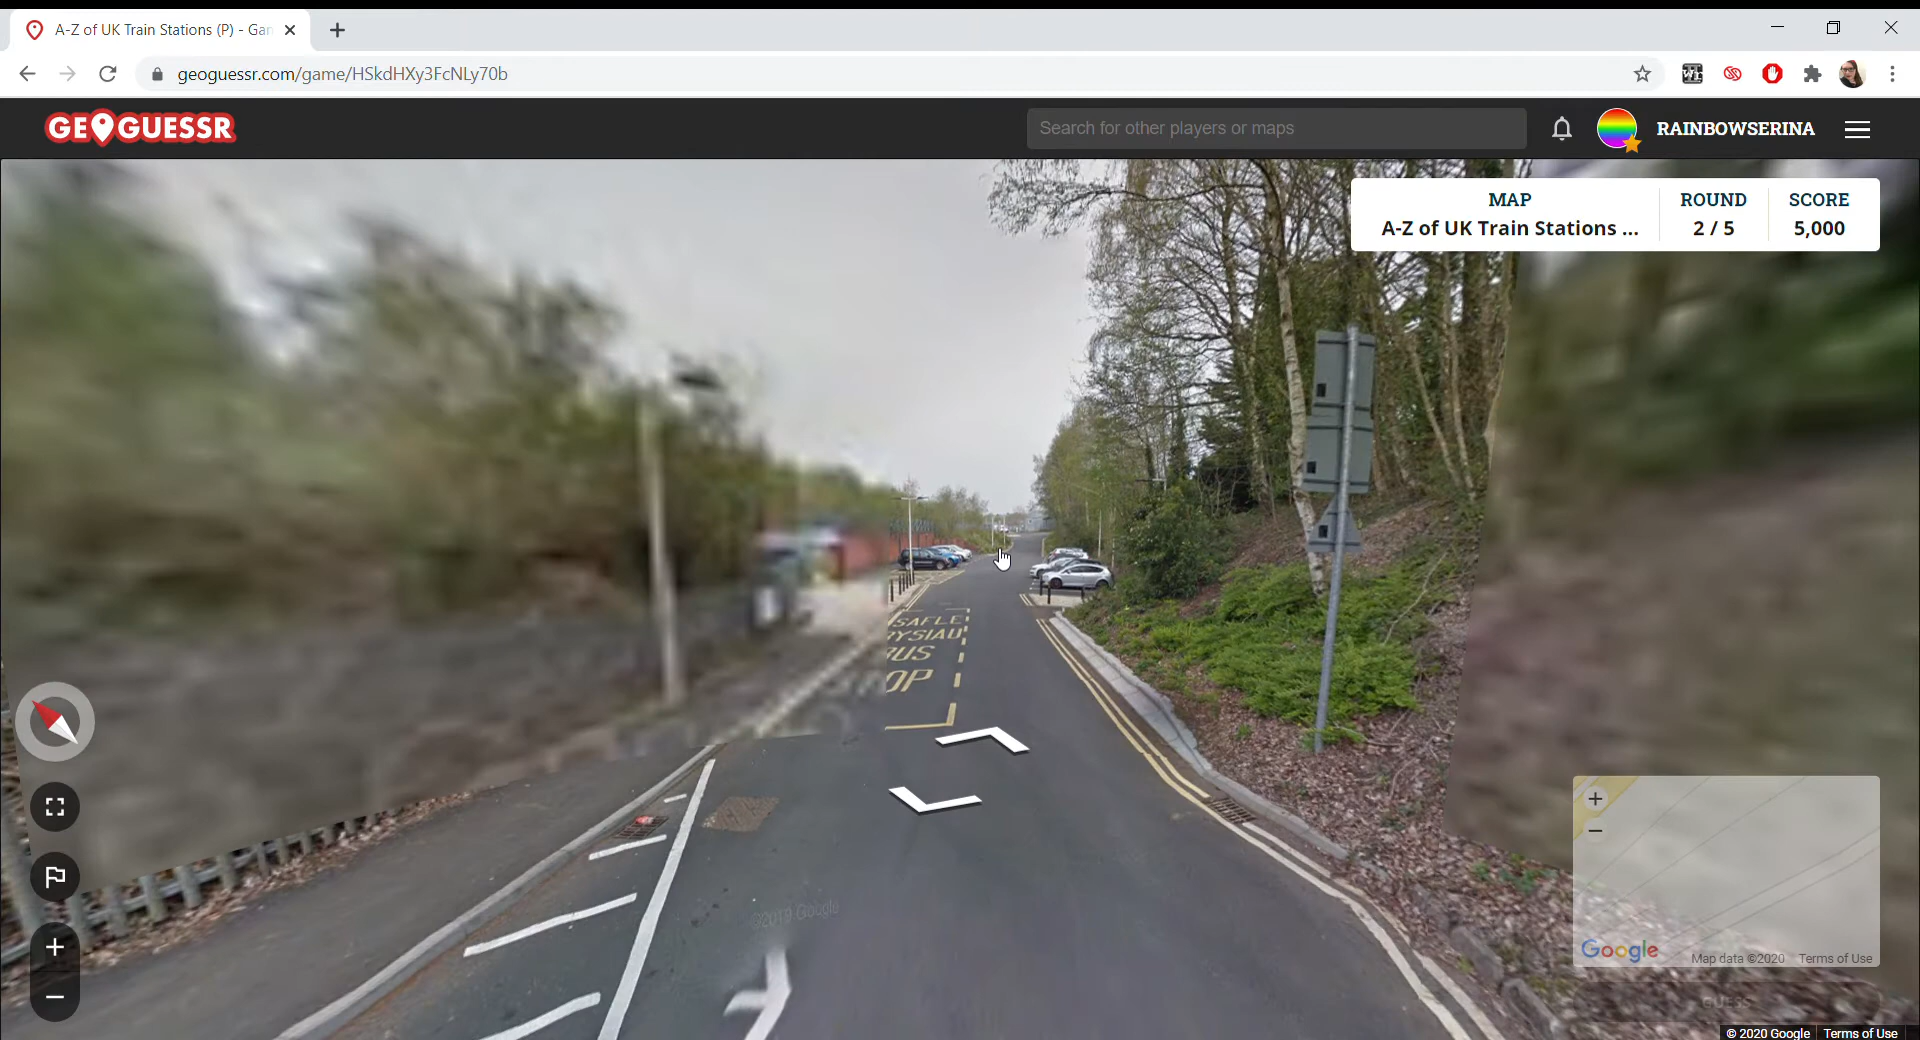 A-Z of UK Train Stations (P) - Gar
geoguessr.com/game/HSkdHXy3FcNLy70b
GEOGUESSR
Search for other players or maps
RAINBOWSERINA
MAP
A-Z of UK Train Stations ...
ROUND
2 / 5
SCORE
5,000
SAFLE
BUS
©2019 Google
Google
Map data ©2020
Terms of Use
GUESS
© 2020 Google
Terms of Use